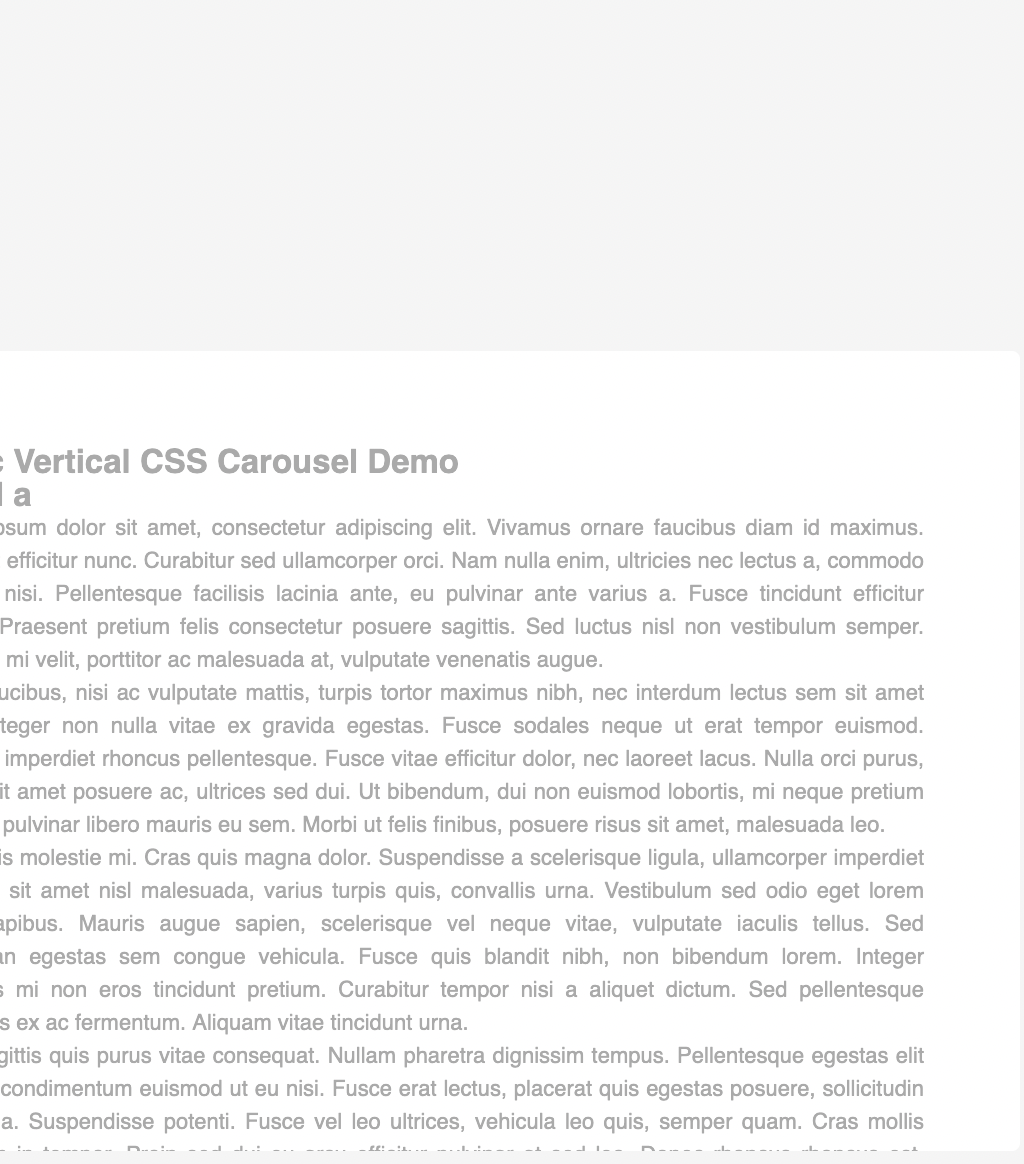 Vertical CSS Carousel Demo
a
dolor sit amet, consectetur adipiscing elit. Vivamus ornare faucibus diam id maximus.
efficitur nunc. Curabitur sed ullamcorper orci. Nam nulla enim, ultricies nec lectus a, commodo
nisi. Pellentesque facilisis lacinia ante, eu pulvinar ante varius a. Fusce tincidunt efficitur
Praesent pretium felis consectetur posuere sagittis. Sed luctus nisl non vestibulum semper.
mi velit, porttitor ac malesuada at, vulputate venenatis augue.
ucibus, nisi ac vulputate mattis, turpis tortor maximus nibh, nec interdum lectus sem sit amet
teger non nulla vitae ex gravida egestas. Fusce sodales neque ut erat tempor euismod.
imperdiet rhoncus pellentesque. Fusce vitae efficitur dolor, nec laoreet lacus. Nulla orci purus,
it amet posuere ac, ultrices sed dui. Ut bibendum, dui non euismod lobortis, mi neque pretium
pulvinar libero mauris eu sem. Morbi ut felis finibus, posuere risus sit amet, malesuada leo.
is molestie mi. Cras quis magna dolor. Suspendisse a scelerisque ligula, ullamcorper imperdiet
sit amet nisl malesuada, varius turpis quis, convallis urna. Vestibulum sed odio eget lorem
apibus. Mauris augue sapien, scelerisque vel neque vitae, vulputate iaculis tellus. Sed
an egestas sem congue vehicula. Fusce quis blandit nibh, non bibendum lorem. Integer
s mi non eros tincidunt pretium. Curabitur tempor nisi a aliquet dictum. Sed pellentesque
s ex ac fermentum. Aliquam vitae tincidunt urna.
gittis quis purus vitae consequat. Nullam pharetra dignissim tempus. Pellentesque egestas elit
condimentum euismod ut eu nisi. Fusce erat lectus, placerat quis egestas posuere, sollicitudin
a. Suspendisse potenti. Fusce vel leo ultrices, vehicula leo quis, semper quam. Cras mollis